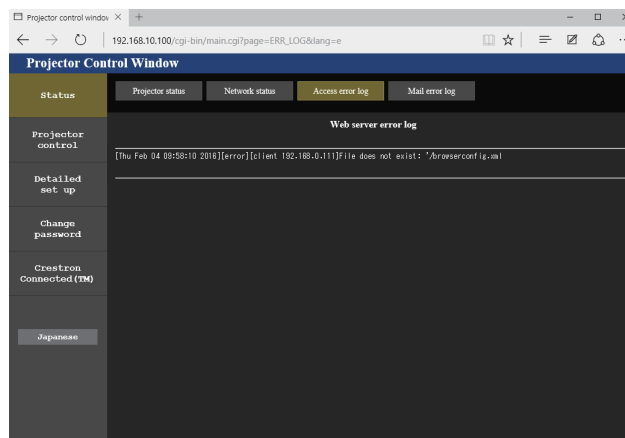 Projector control window
192.168.10.100/cgi-bin/main.cgi?page=ERR_LOG&lang=e
Projector Control Window
Status
Projector status
Network status
Access error log
Mail error log
Web server error log
[Thu Feb 04 09:58:10 2016][error][client 192.168.0.111]File does not exist: '/browserconfig.xml
Projector
control
Detailed
set up
Change
password
Crestron
Connected(TM)
Japanese